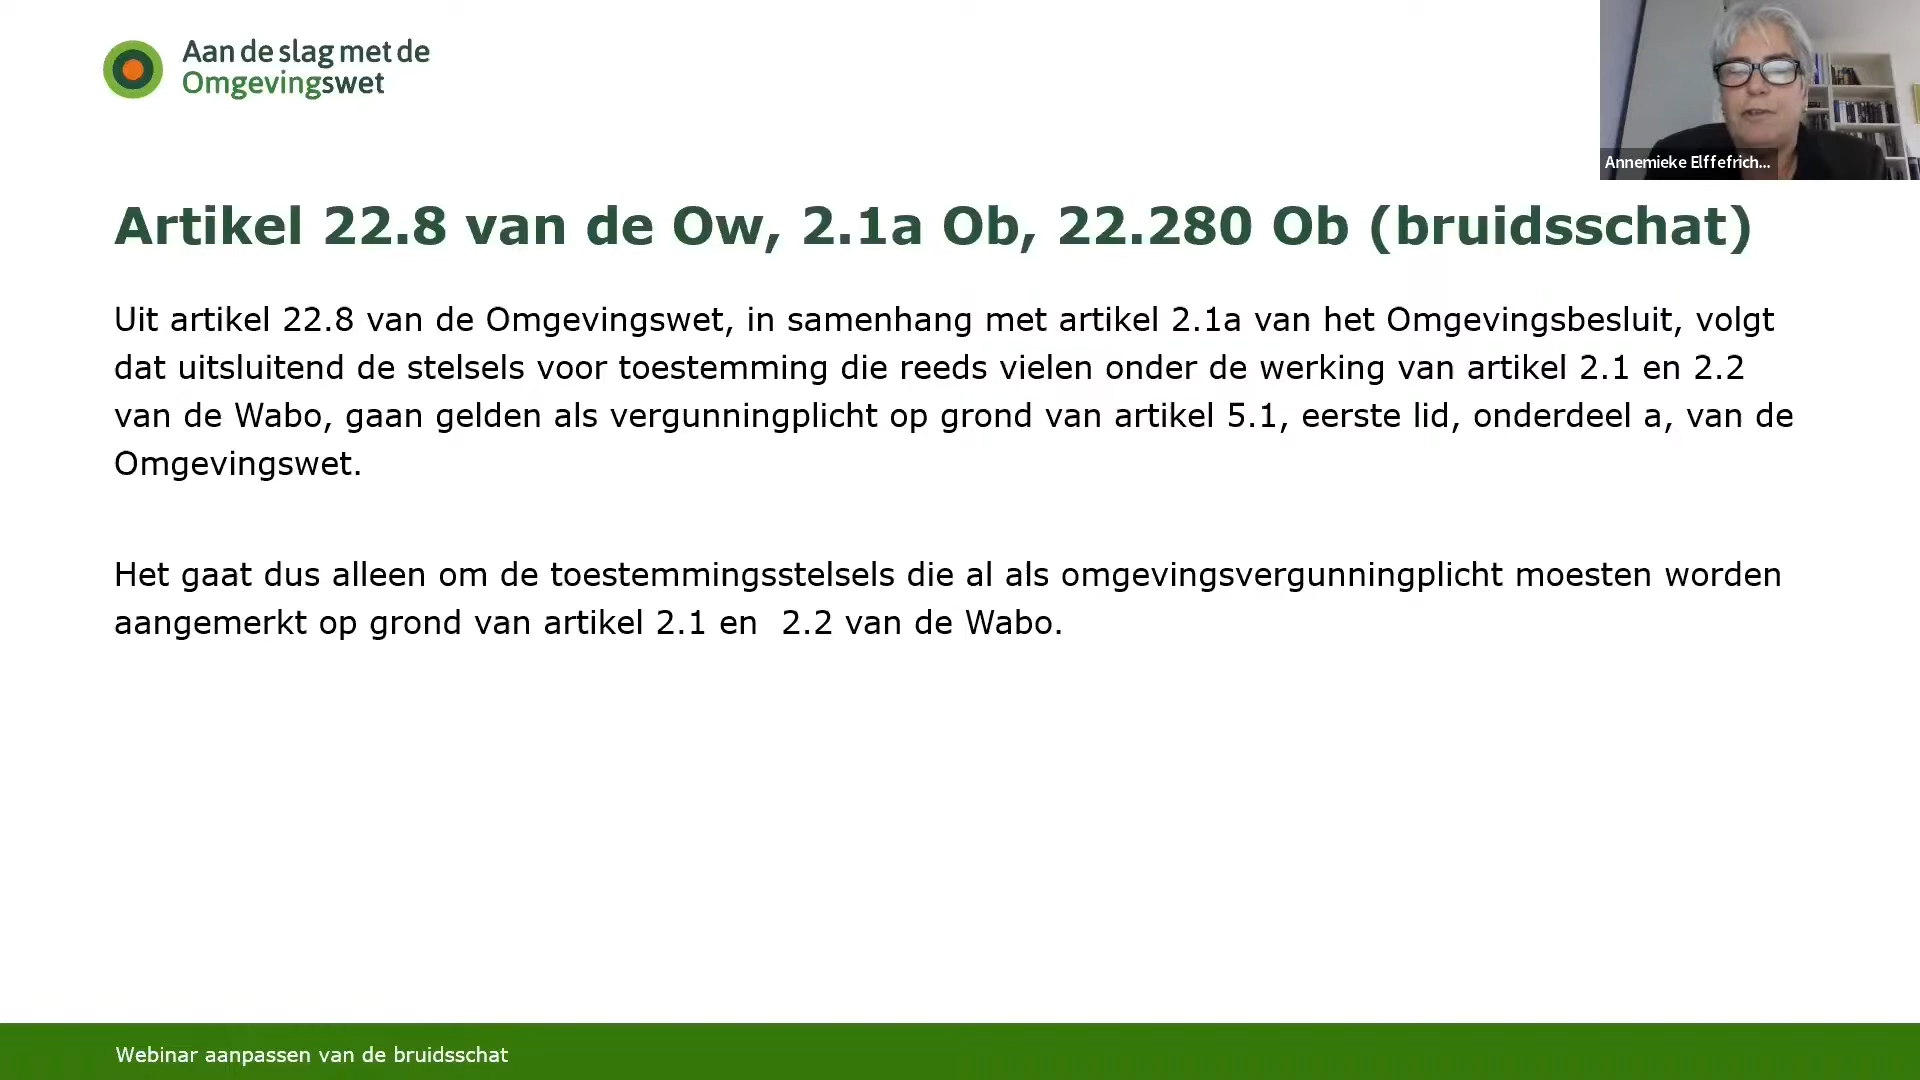 Aan de slag met de
Omgevingswet
Annemieke Elffefrich...
Artikel 22.8 van de Ow, 2.1a Ob, 22.280 Ob (bruidsschat)
Uit artikel 22.8 van de Omgevingswet, in samenhang met artikel 2.1a van het Omgevingsbesluit, volgt
dat uitsluitend de stelsels voor toestemming die reeds vielen onder de werking van artikel 2.1 en 2.2
van de Wabo, gaan gelden als vergunningplicht op grond van artikel 5.1, eerste lid, onderdeel a, van de
Omgevingswet.
Het gaat dus alleen om de toestemmingsstelsels die al als omgevingsvergunningplicht moesten worden
aangemerkt op grond van artikel 2.1 en  2.2 van de Wabo.
Webinar aanpassen van de bruidsschat